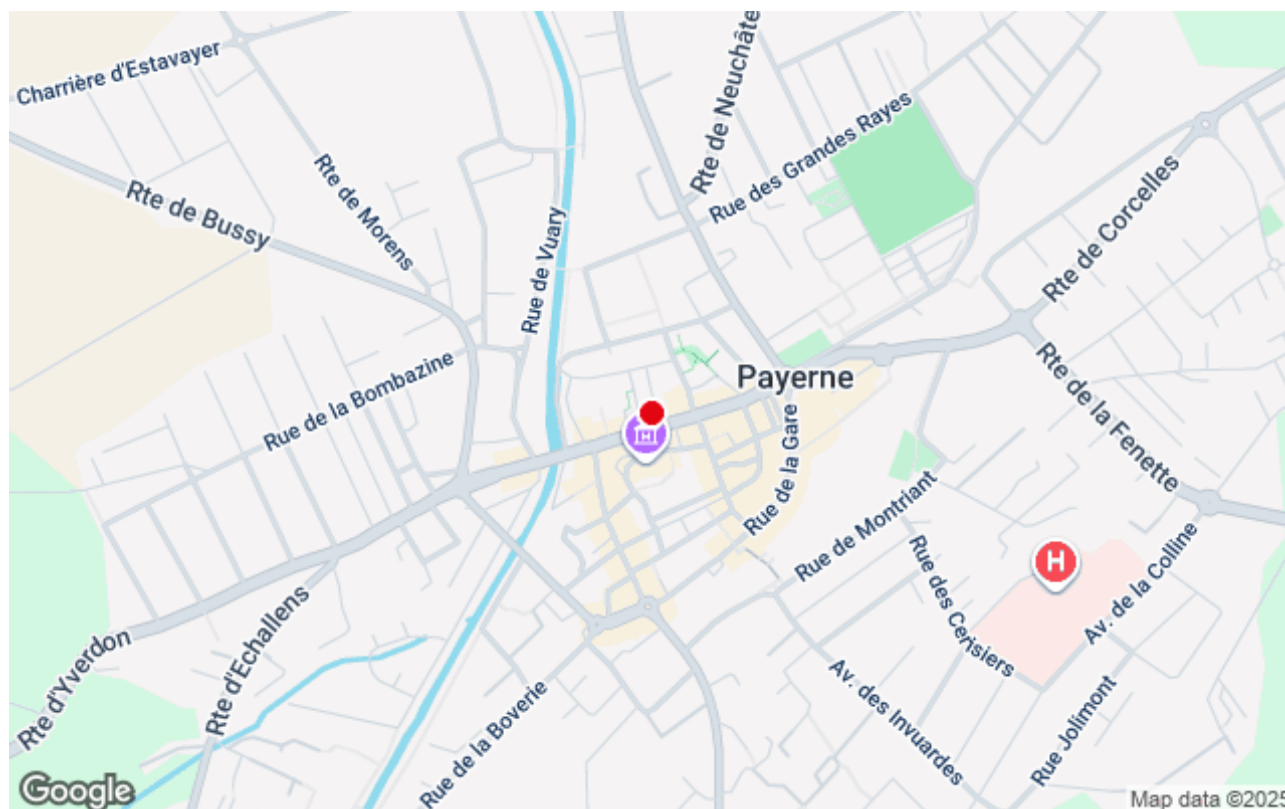 Charrière d'Estavayer
Rte de Neuchâte
Rue des Grandes Rayes
Rte de Morens
Rte de Bussy
Rue de Vuary
Rte de Corcelles
Rue de la Bombazine
Payerne
Rte de la Fenette
Rue de la Gare
Rue de Montriant
H
Rue des Cerisiers
Av. de la Colline
Rte d'Echallens
Rte d'Yverdon
Rue de la Boverie
Av. des Invuardes
Rue Jolimont
Google
Map data ©2025